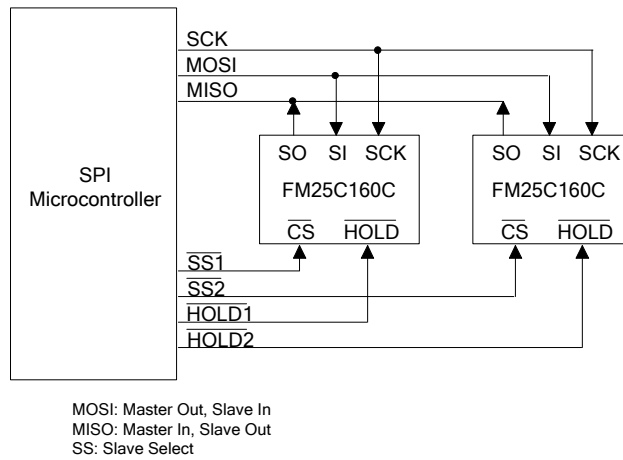 SCK
MOSI
MISO
SO SI SCK
SO SI SCK
SPI
Microcontroller
FM25C160C
FM25C160C
CS HOLD
CS HOLD
SS1
SS2
HOLD1
HOLD2
MOSI: Master Out, Slave In
MISO: Master In, Slave Out
SS: Slave Select